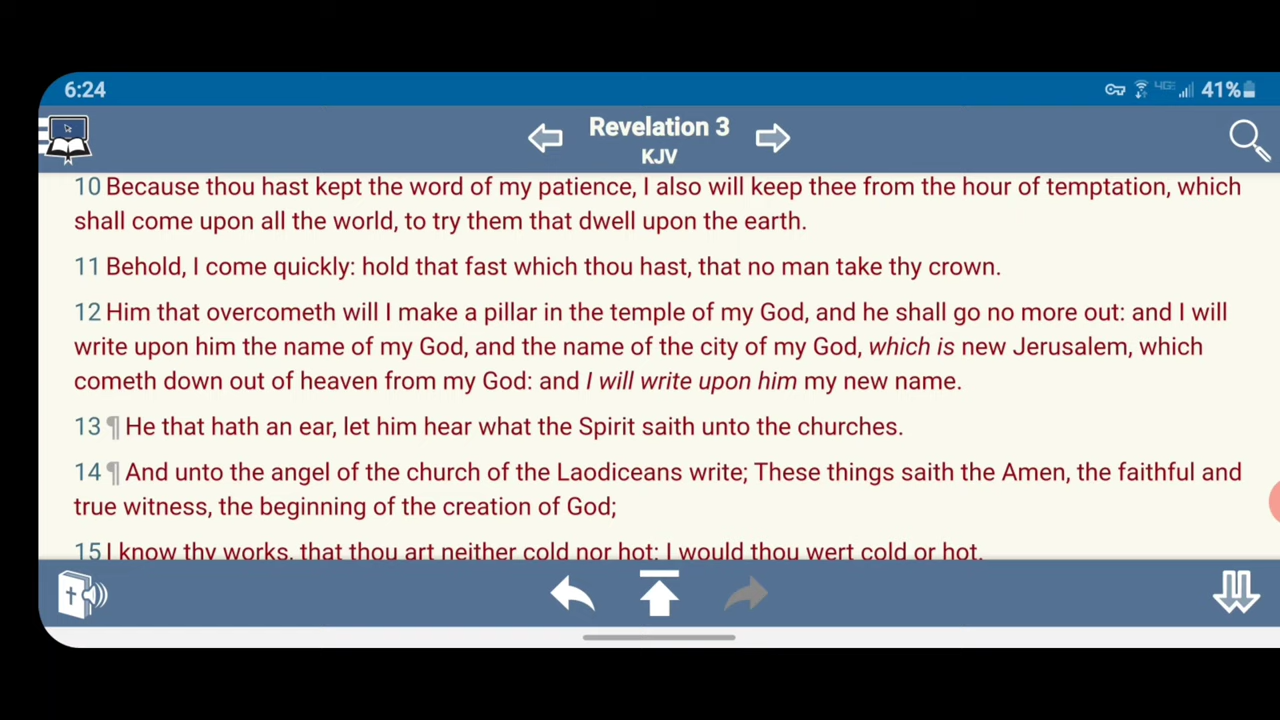 6:24
4G
41%
Revelation 3
KJV
10 Because thou hast kept the word of my patience, I also will keep thee from the hour of temptation, which
shall come upon all the world, to try them that dwell upon the earth.
11 Behold, I come quickly: hold that fast which thou hast, that no man take thy crown.
12 Him that overcometh will I make a pillar in the temple of my God, and he shall go no more out: and I will
write upon him the name of my God, and the name of the city of my God, which is new Jerusalem, which
cometh down out of heaven from my God: and I will write upon him my new name.
13 ¶ He that hath an ear, let him hear what the Spirit saith unto the churches.
14 ¶ And unto the angel of the church of the Laodiceans write; These things saith the Amen, the faithful and
true witness, the beginning of the creation of God;
15 I know thy works, that thou art neither cold nor hot: I would thou wert cold or hot.